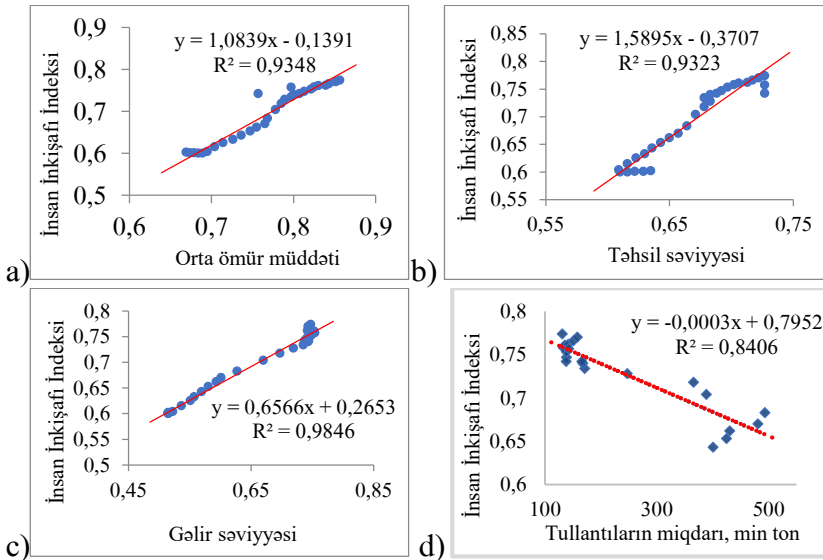 İnsan İnkişafı İndeksi
0,9
0,8
0,7
0,6
0,5
y = 1,0839x - 0,1391
R² = 0,9348
0,6 0,7 0,8 0,9
a) Orta ömür müddəti
İnsan İnkişafı İndeksi
0,85
0,8
0,75
0,7
0,65
0,6
0,55
y = 1,5895x - 0,3707
R² = 0,9323
0,55 0,65 0,75
b) Təhsil səviyyəsi
İnsan İnkişafı İndeksi
0,8
0,75
0,7
0,65
0,6
0,55
0,5
y = 0,6566x + 0,2653
R² = 0,9846
0,45 0,65 0,85
c) Gəlir səviyyəsi
İnsan İnkişafı İndeksi
0,8
0,75
0,7
0,65
0,6
y = -0,0003x + 0,7952
R² = 0,8406
100 300 500
d) Tullantıların miqdarı, min ton